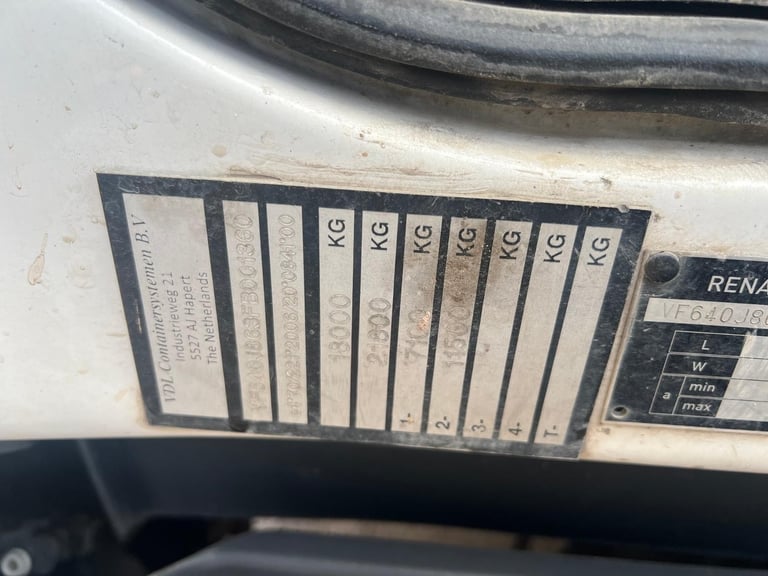 VDL Containersystemen B.V
Industrieweg 21
5527 AJ Hapert
The Netherlands
18000 KG
21800 KG
1- KG
2- 11500 KG
3- KG
4- KG
T- KG
RENA
VF640J8
L
W
a
min
max